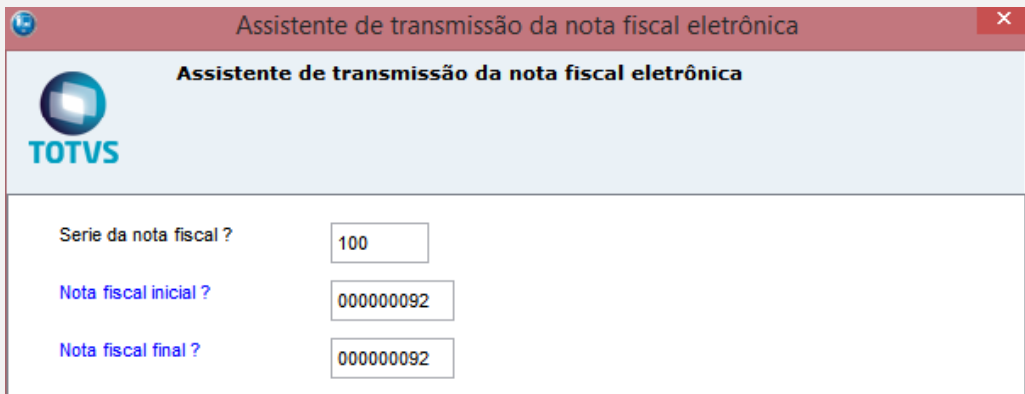 Assistente de transmissão da nota fiscal eletrônica
Assistente de transmissão da nota fiscal eletrônica
TOTVS
Serie da nota fiscal ? 100
Nota fiscal inicial ? 000000092
Nota fiscal final ? 000000092